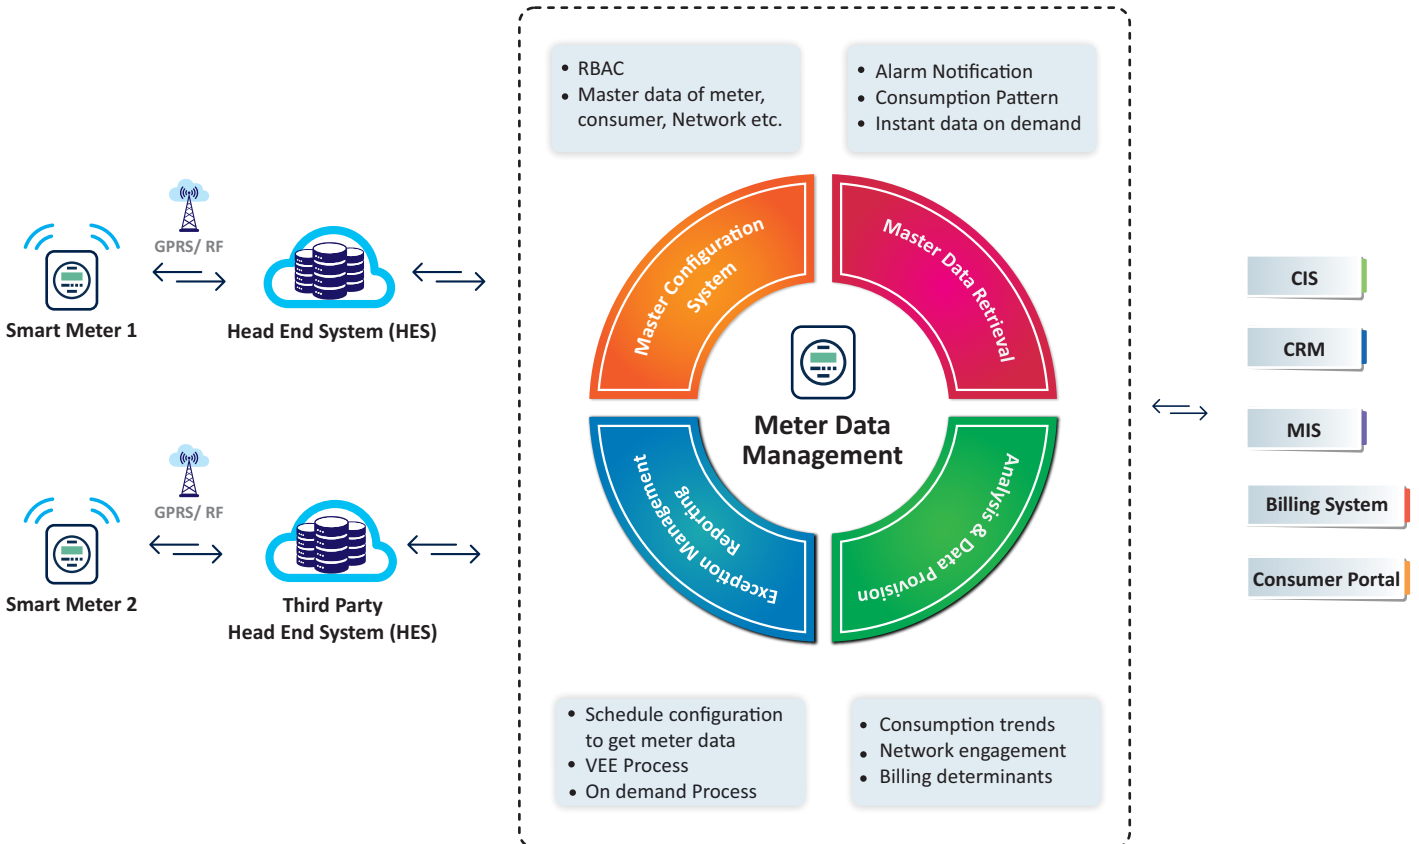 • RBAC
• Master data of meter,
consumer, Network etc.
• Alarm Notification
• Consumption Pattern
• Instant data on demand
GPRS/ RF
Smart Meter 1
Head End System (HES)
GPRS/ RF
Smart Meter 2
Third Party
Head End System (HES)
Master Configuration
System
Master Data Retrieval
Meter Data
Management
Exception Management
Reporting
Analysis & Data Provision
• Schedule configuration
to get meter data
• VEE Process
• On demand Process
• Consumption trends
• Network engagement
• Billing determinants
CIS
CRM
MIS
Billing System
Consumer Portal